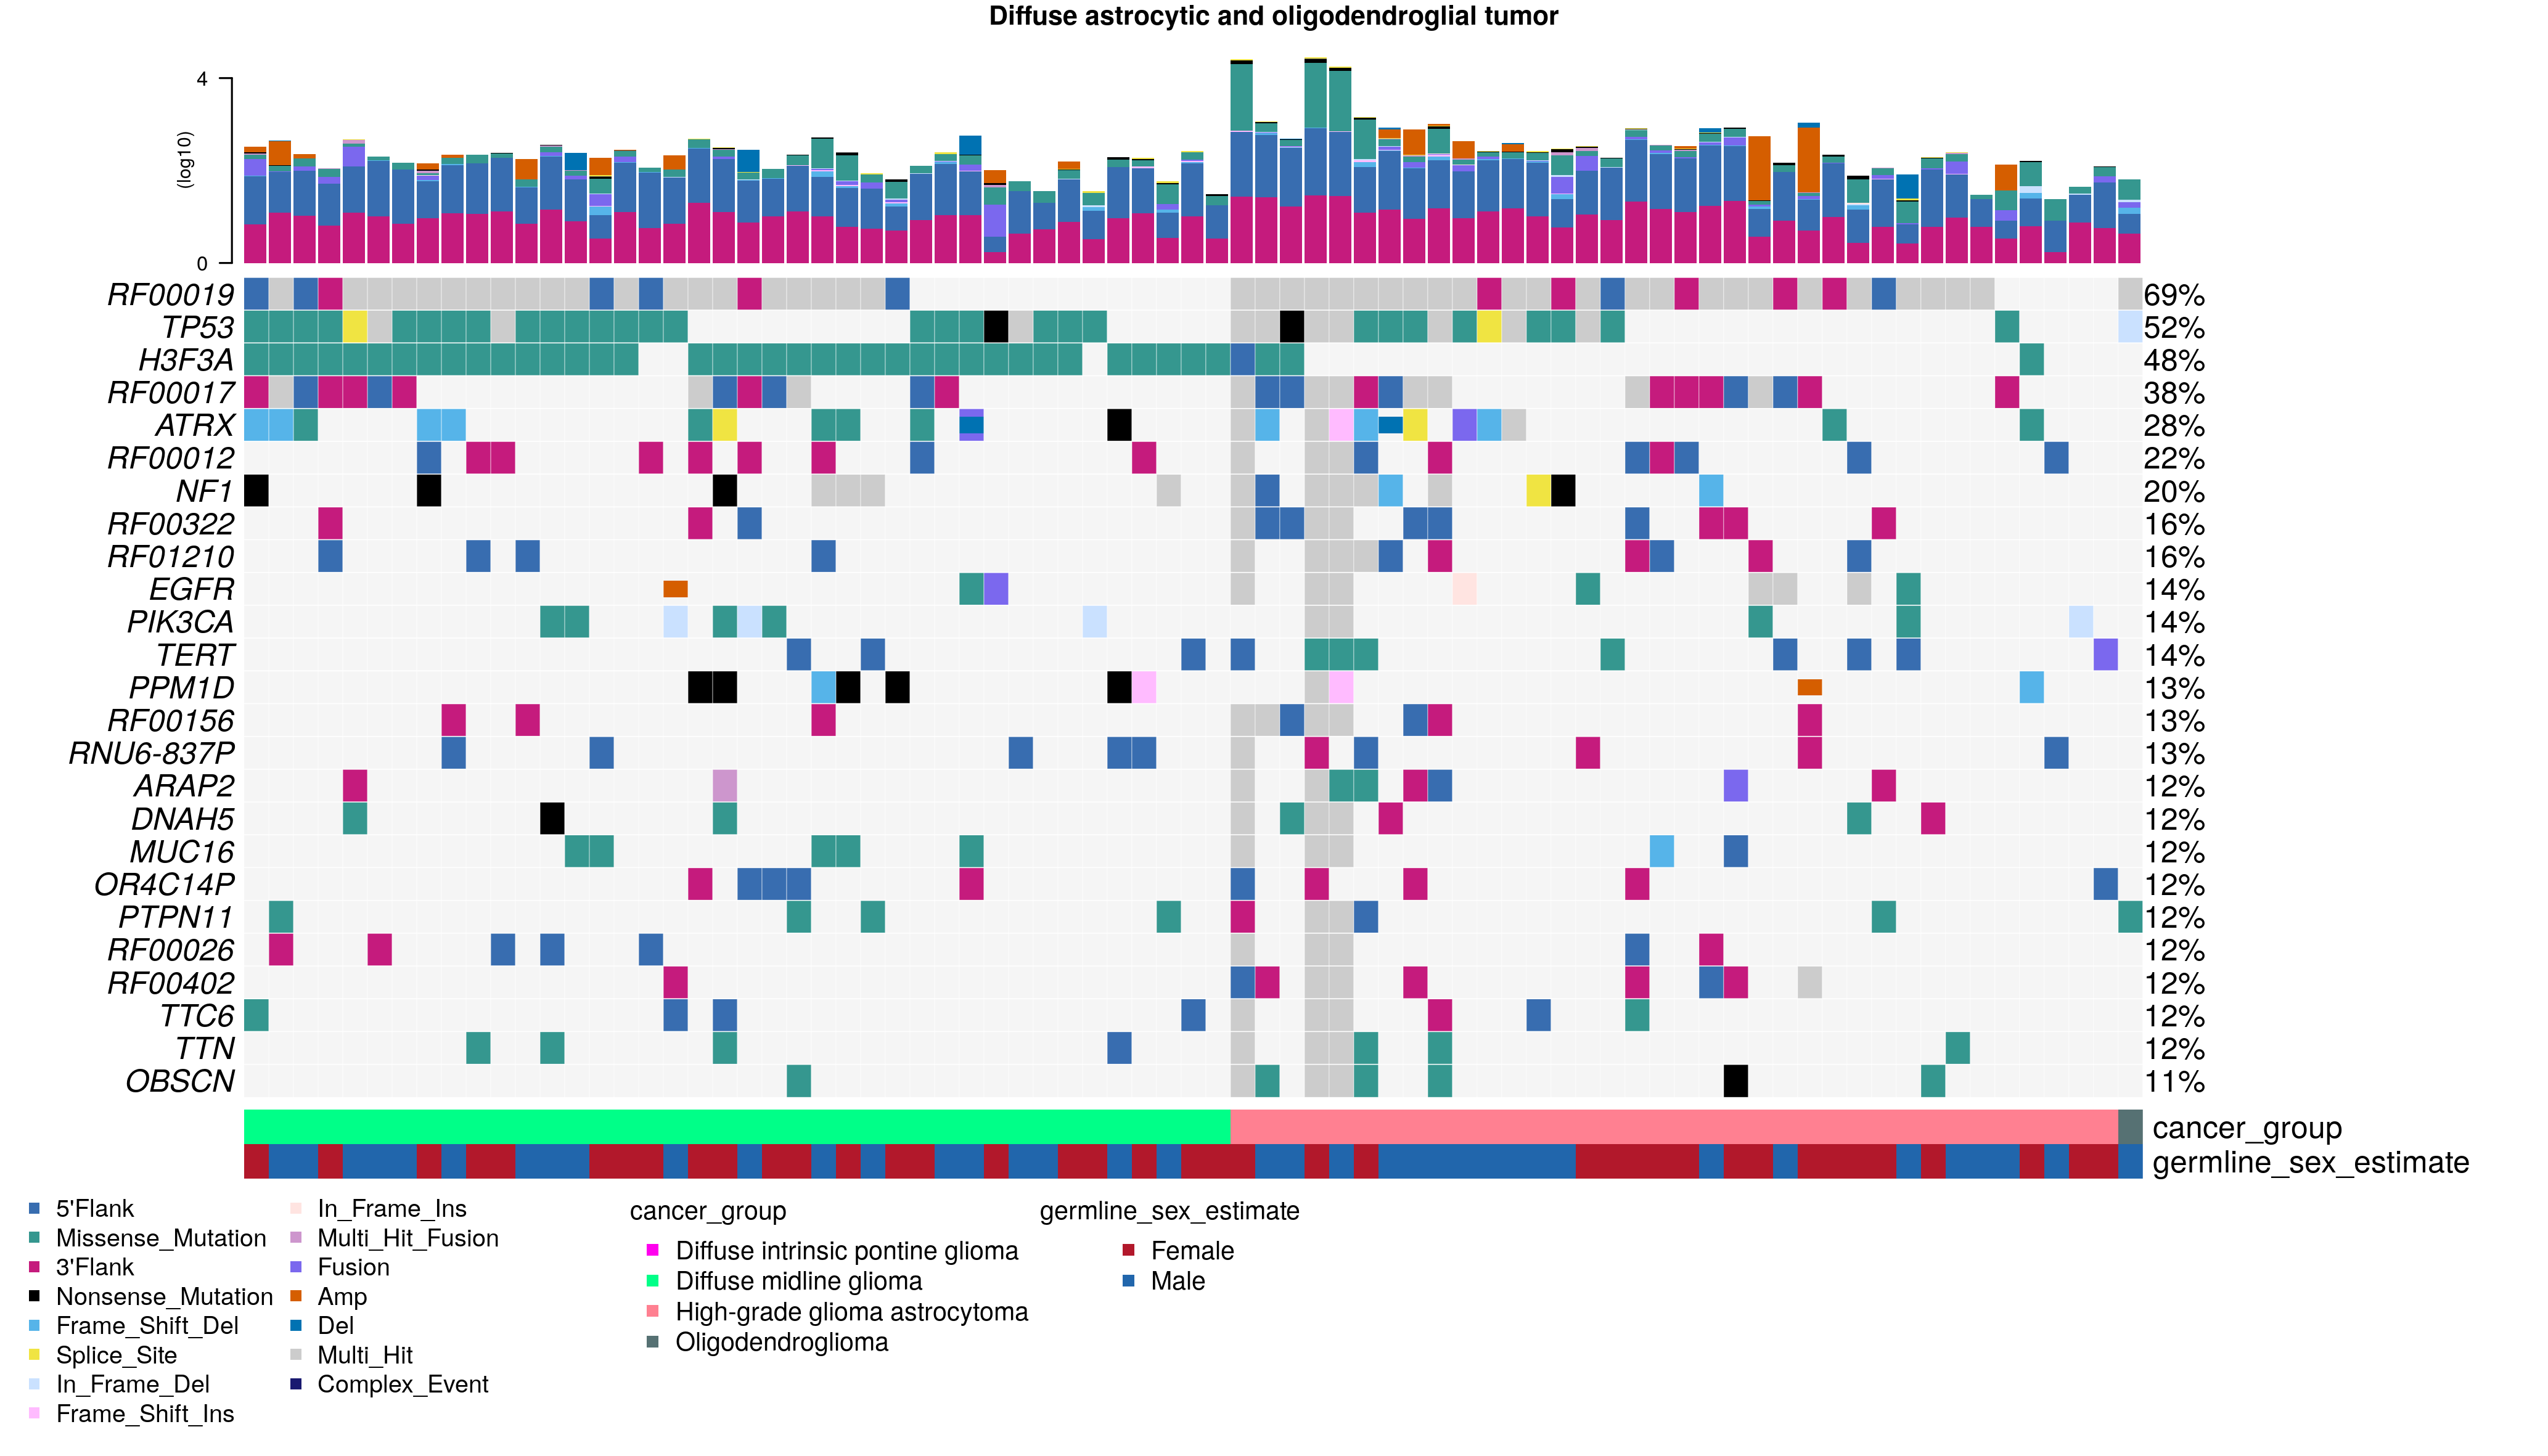 Diffuse astrocytic and oligodendroglial tumor
4
(log10)
0
RF00019 69%
TP53 52%
H3F3A 48%
RF00017 38%
ATRX 28%
RF00012 22%
NF1 20%
RF00322 16%
RF01210 16%
EGFR 14%
PIK3CA 14%
TERT 14%
PPM1D 13%
RF00156 13%
RNU6-837P 13%
ARAP2 12%
DNAH5 12%
MUC16 12%
OR4C14P 12%
PTPN11 12%
RF00026 12%
RF00402 12%
TTC6 12%
TTN 12%
OBSCN 11%
cancer_group
germline_sex_estimate
5'Flank
Missense_Mutation
3'Flank
Nonsense_Mutation
Frame_Shift_Del
Splice_Site
In_Frame_Del
Frame_Shift_Ins
In_Frame_Ins
Multi_Hit_Fusion
Fusion
Amp
Del
Multi_Hit
Complex_Event
cancer_group
Diffuse intrinsic pontine glioma
Diffuse midline glioma
High-grade glioma astrocytoma
Oligodendroglioma
germline_sex_estimate
Female
Male